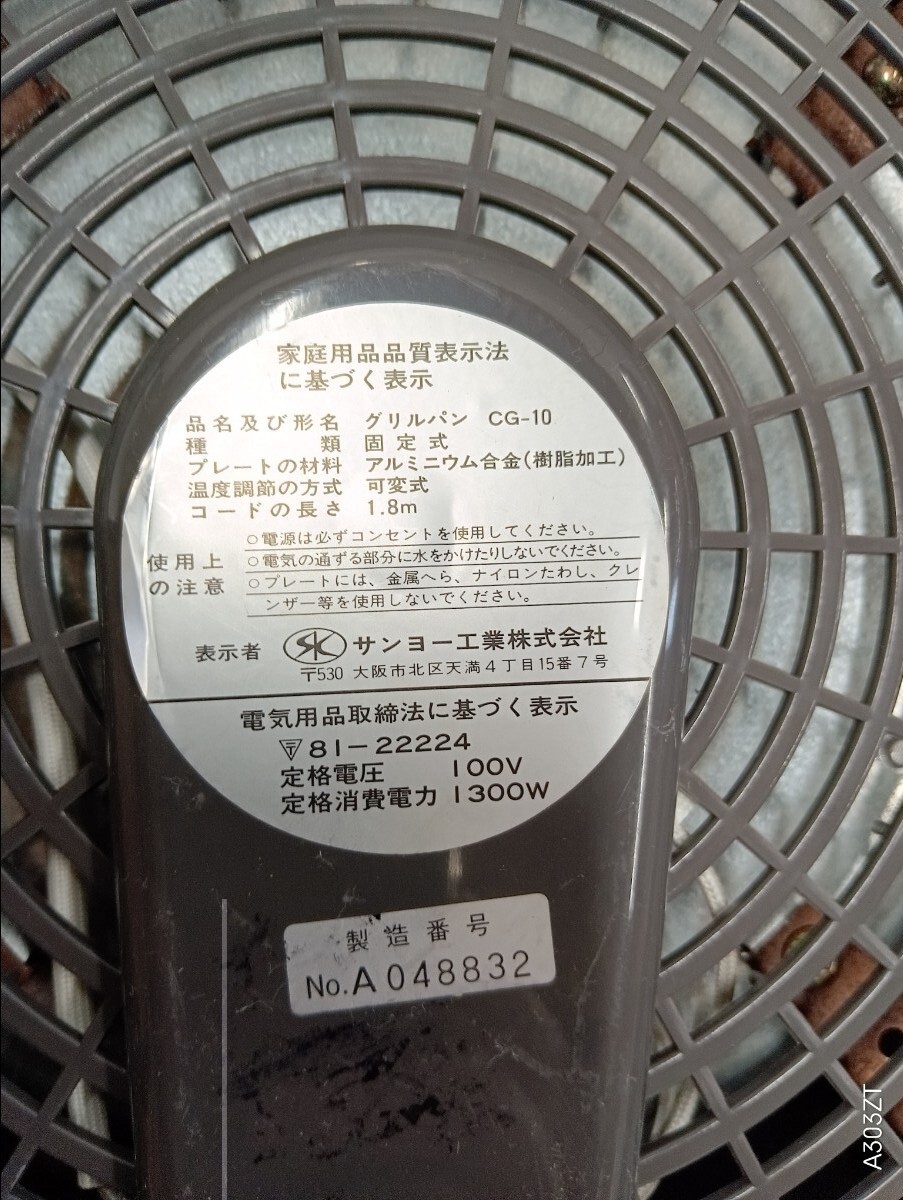 家庭用品品質表示法
に基づく表示
品名及び形名 グリルパン CG-10
種類 固定式
プレートの材料 アルミニウム合金(樹脂加工)
温度調節の方式 可変式
コードの長さ 1.8m
使用上の注意
○電源は必ずコンセントを使用してください。
○電気の通ずる部分に水をかけたりしないでください。
○プレートには、金属へら、ナイロンたわし、クレ
ンザー等を使用しないでください。
表示者 SK サンヨー工業株式会社
〒530 大阪市北区天満4丁目15番7号
電気用品取締法に基づく表示
〒81-22224
定格電圧 100V
定格消費電力 1300W
製造番号
No.A 048832
A303ZT